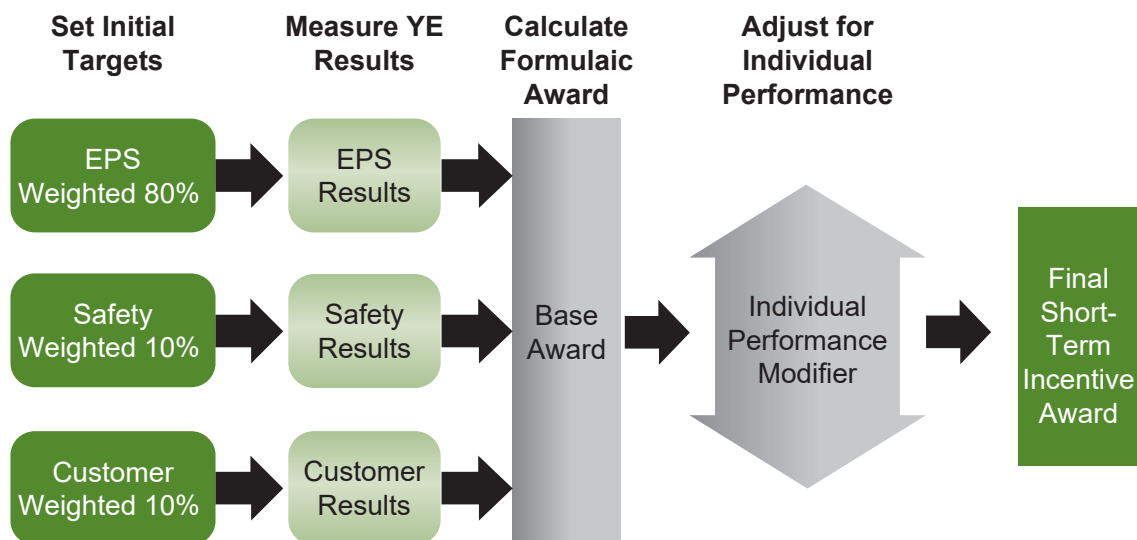 Set Initial
Targets
Measure YE
Results
Calculate
Formulaic
Award
Adjust for
Individual
Performance
EPS
Weighted 80%
EPS
Results
Safety
Weighted 10%
Safety
Results
Customer
Weighted 10%
Customer
Results
Base
Award
Individual
Performance
Modifier
Final
Short-
Term
Incentive
Award